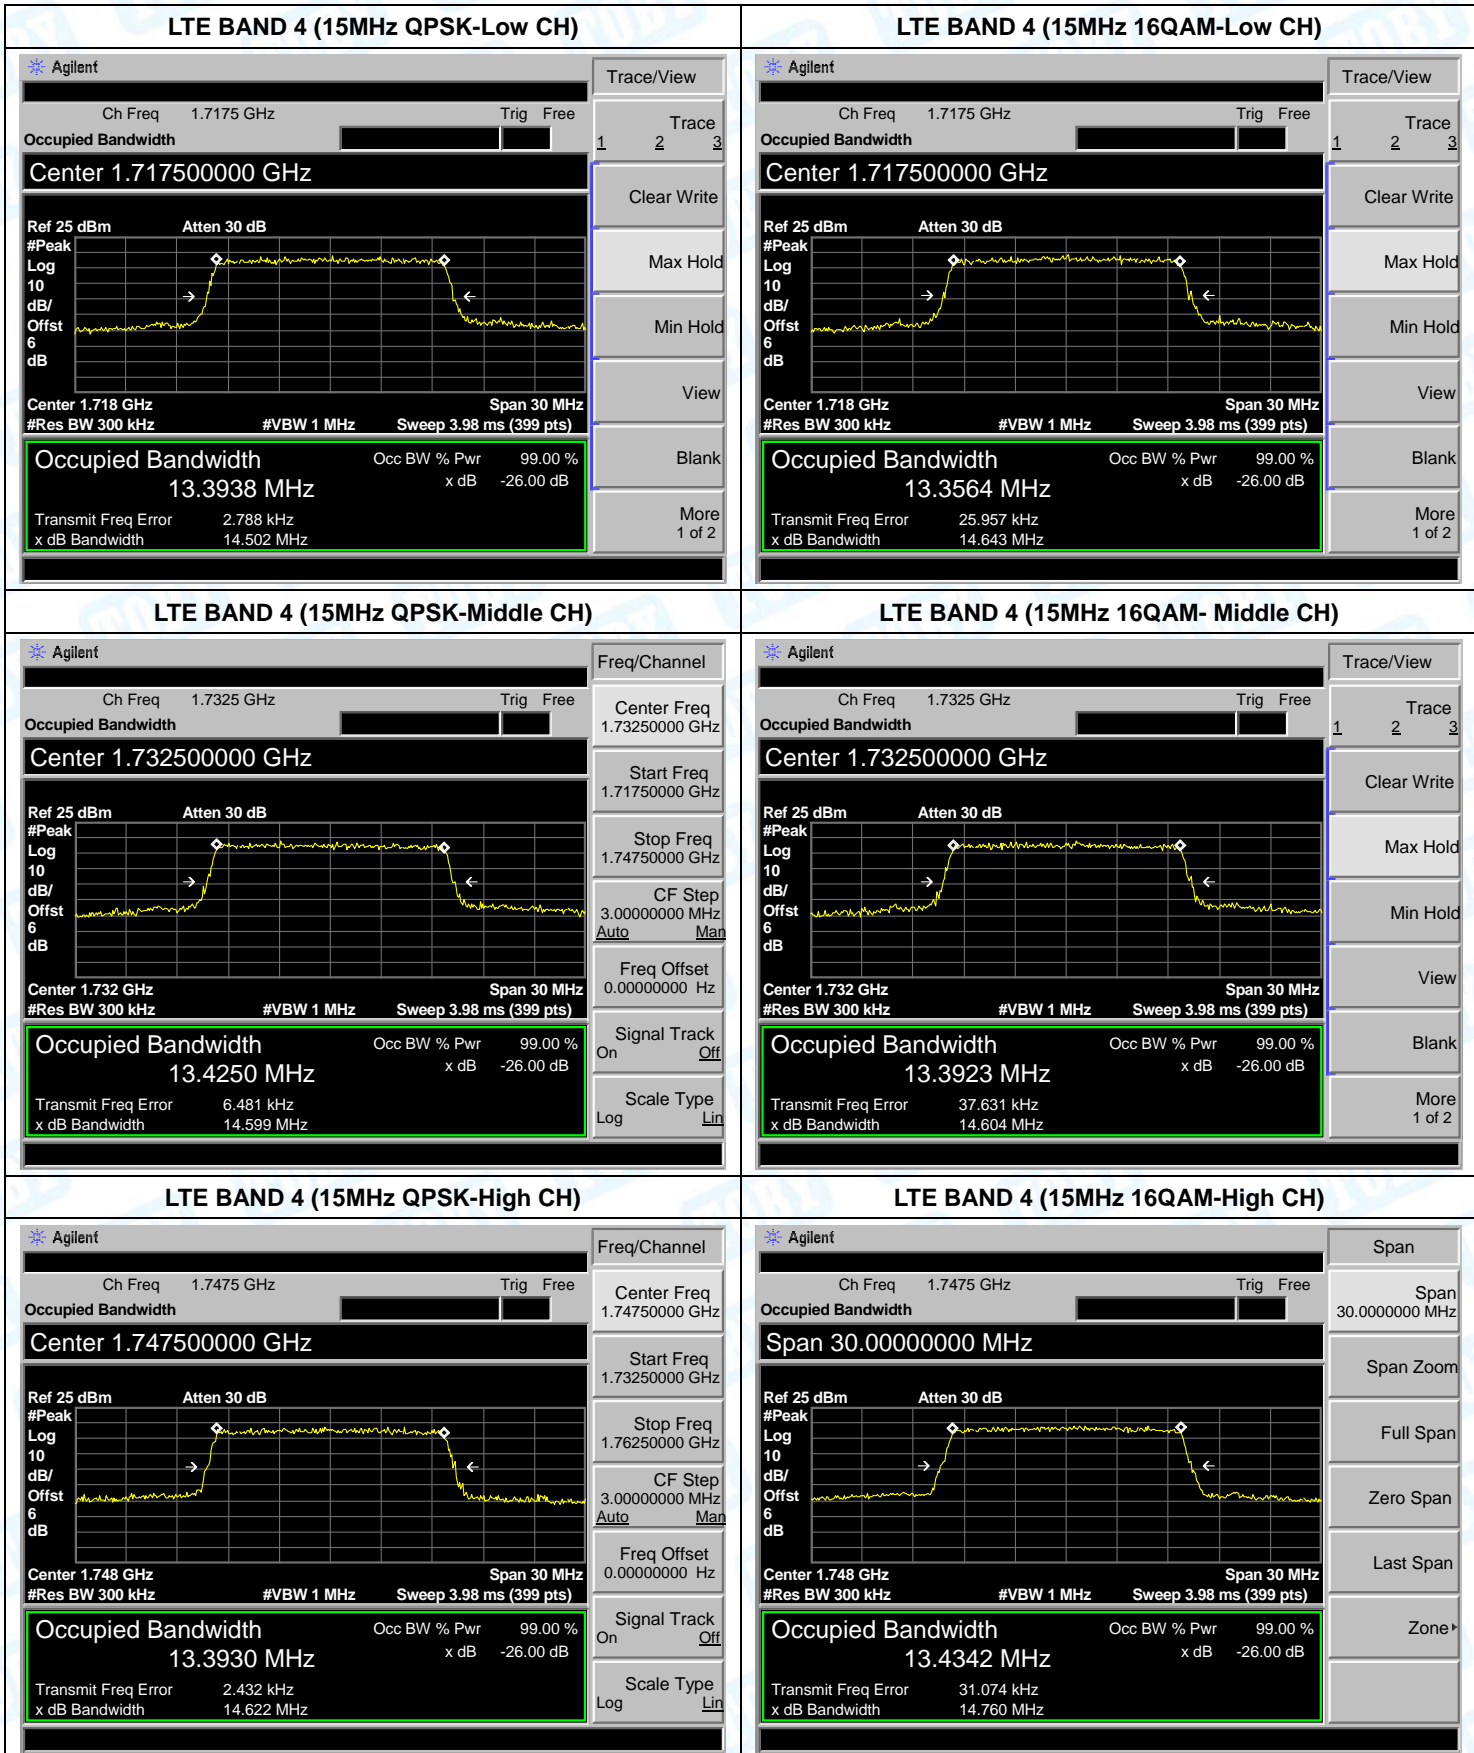 LTE BAND 4 (15MHz QPSK-Low CH)
Agilent
Trace/View
Ch Freq 1.7175 GHz Trig Free
Occupied Bandwidth
Trace
1 2 3
Center 1.717500000 GHz
Clear Write
Ref 25 dBm Atten 30 dB
#Peak
Log
10
dB/
Offst
6
dB
Max Hold
Min Hold
View
Center 1.718 GHz Span 30 MHz
#Res BW 300 kHz #VBW 1 MHz Sweep 3.98 ms (399 pts)
Occupied Bandwidth Occ BW % Pwr 99.00 %
13.3938 MHz x dB -26.00 dB
Blank
Transmit Freq Error 2.788 kHz
x dB Bandwidth 14.502 MHz
More
1 of 2
LTE BAND 4 (15MHz 16QAM-Low CH)
Agilent
Trace/View
Ch Freq 1.7175 GHz Trig Free
Occupied Bandwidth
Trace
1 2 3
Center 1.717500000 GHz
Clear Write
Ref 25 dBm Atten 30 dB
#Peak
Log
10
dB/
Offst
6
dB
Max Hold
Min Hold
View
Center 1.718 GHz Span 30 MHz
#Res BW 300 kHz #VBW 1 MHz Sweep 3.98 ms (399 pts)
Occupied Bandwidth Occ BW % Pwr 99.00 %
13.3564 MHz x dB -26.00 dB
Blank
Transmit Freq Error 25.957 kHz
x dB Bandwidth 14.643 MHz
More
1 of 2
LTE BAND 4 (15MHz QPSK-Middle CH)
Agilent
Freq/Channel
Ch Freq 1.7325 GHz Trig Free
Occupied Bandwidth
Center Freq
1.73250000 GHz
Center 1.732500000 GHz
Start Freq
1.71750000 GHz
Ref 25 dBm Atten 30 dB
#Peak
Log
10
dB/
Offst
6
dB
Stop Freq
1.74750000 GHz
CF Step
3.00000000 MHz
Auto Man
Freq Offset
0.00000000 Hz
Center 1.732 GHz Span 30 MHz
#Res BW 300 kHz #VBW 1 MHz Sweep 3.98 ms (399 pts)
Occupied Bandwidth Occ BW % Pwr 99.00 %
13.4250 MHz x dB -26.00 dB
Signal Track
On Off
Transmit Freq Error 6.481 kHz
x dB Bandwidth 14.599 MHz
Scale Type
Log Lin
LTE BAND 4 (15MHz 16QAM- Middle CH)
Agilent
Trace/View
Ch Freq 1.7325 GHz Trig Free
Occupied Bandwidth
Trace
1 2 3
Center 1.732500000 GHz
Clear Write
Ref 25 dBm Atten 30 dB
#Peak
Log
10
dB/
Offst
6
dB
Max Hold
Min Hold
View
Center 1.732 GHz Span 30 MHz
#Res BW 300 kHz #VBW 1 MHz Sweep 3.98 ms (399 pts)
Occupied Bandwidth Occ BW % Pwr 99.00 %
13.3923 MHz x dB -26.00 dB
Blank
Transmit Freq Error 37.631 kHz
x dB Bandwidth 14.604 MHz
More
1 of 2
LTE BAND 4 (15MHz QPSK-High CH)
Agilent
Freq/Channel
Ch Freq 1.7475 GHz Trig Free
Occupied Bandwidth
Center Freq
1.74750000 GHz
Center 1.747500000 GHz
Start Freq
1.73250000 GHz
Ref 25 dBm Atten 30 dB
#Peak
Log
10
dB/
Offst
6
dB
Stop Freq
1.76250000 GHz
CF Step
3.00000000 MHz
Auto Man
Freq Offset
0.00000000 Hz
Center 1.748 GHz Span 30 MHz
#Res BW 300 kHz #VBW 1 MHz Sweep 3.98 ms (399 pts)
Occupied Bandwidth Occ BW % Pwr 99.00 %
13.3930 MHz x dB -26.00 dB
Signal Track
On Off
Transmit Freq Error 2.432 kHz
x dB Bandwidth 14.622 MHz
Scale Type
Log Lin
LTE BAND 4 (15MHz 16QAM-High CH)
Agilent
Span
Ch Freq 1.7475 GHz Trig Free
Occupied Bandwidth
Span
30.0000000 MHz
Span 30.00000000 MHz
Span Zoom
Ref 25 dBm Atten 30 dB
#Peak
Log
10
dB/
Offst
6
dB
Full Span
Zero Span
Last Span
Center 1.748 GHz Span 30 MHz
#Res BW 300 kHz #VBW 1 MHz Sweep 3.98 ms (399 pts)
Occupied Bandwidth Occ BW % Pwr 99.00 %
13.4342 MHz x dB -26.00 dB
Zone
Transmit Freq Error 31.074 kHz
x dB Bandwidth 14.760 MHz